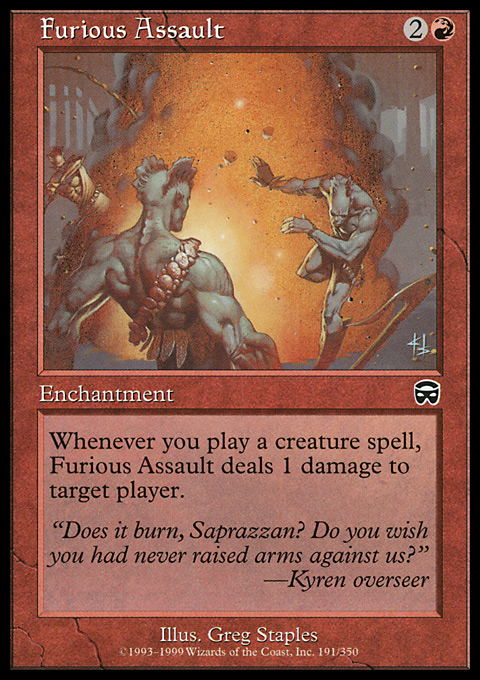 Furious Assault 2
Enchantment
Whenever you play a creature spell,
Furious Assault deals 1 damage to
target player.
“Does it burn, Saprazzan? Do you wish
you had never raised arms against us?”
—Kyren overseer
Illus. Greg Staples
©1993–1999 Wizards of the Coast, Inc. 191/350